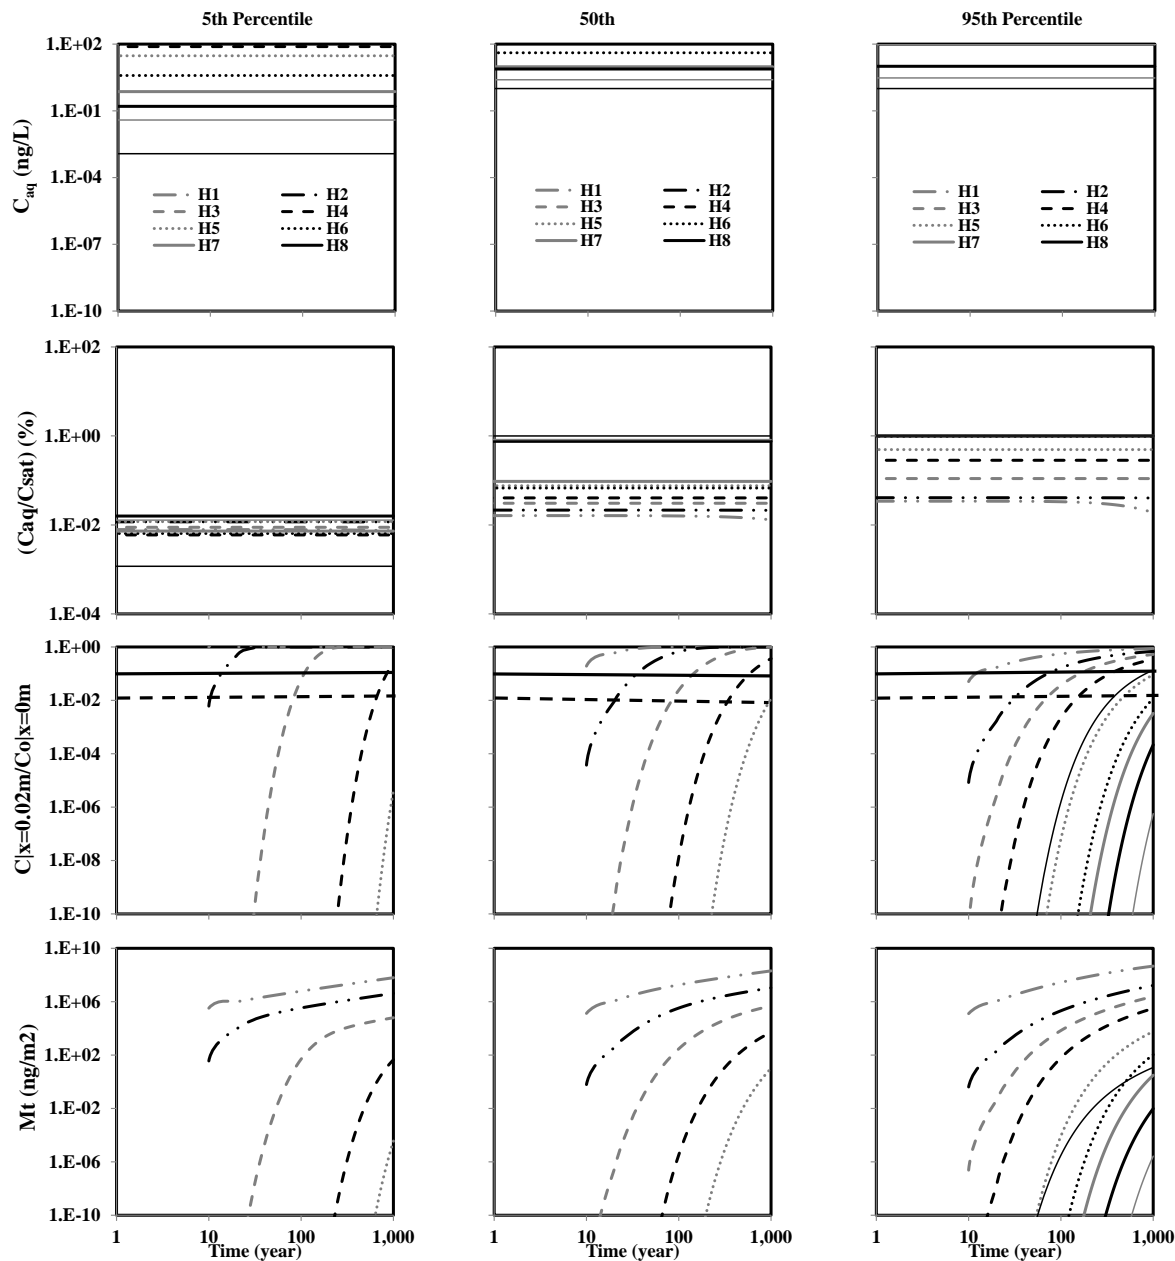 5th Percentile
50th
95th Percentile
Caq (ng/L)
1.E+02
1.E-01
1.E-04
1.E-07
1.E-10
H1 H2
H3 H4
H5 H6
H7 H8
H1 H2
H3 H4
H5 H6
H7 H8
H1 H2
H3 H4
H5 H6
H7 H8
(Caq/Csat) (%)
1.E+02
1.E+00
1.E-02
1.E-04
C|x=0.02m/Co|x=0m
1.E+00
1.E-02
1.E-04
1.E-06
1.E-08
1.E-10
Mt (ng/m2)
1.E+10
1.E+06
1.E+02
1.E-02
1.E-06
1.E-10
1 10 100 1,000
Time (year)
1 10 100 1,000
Time (year)
1 10 100 1,000
Time (year)